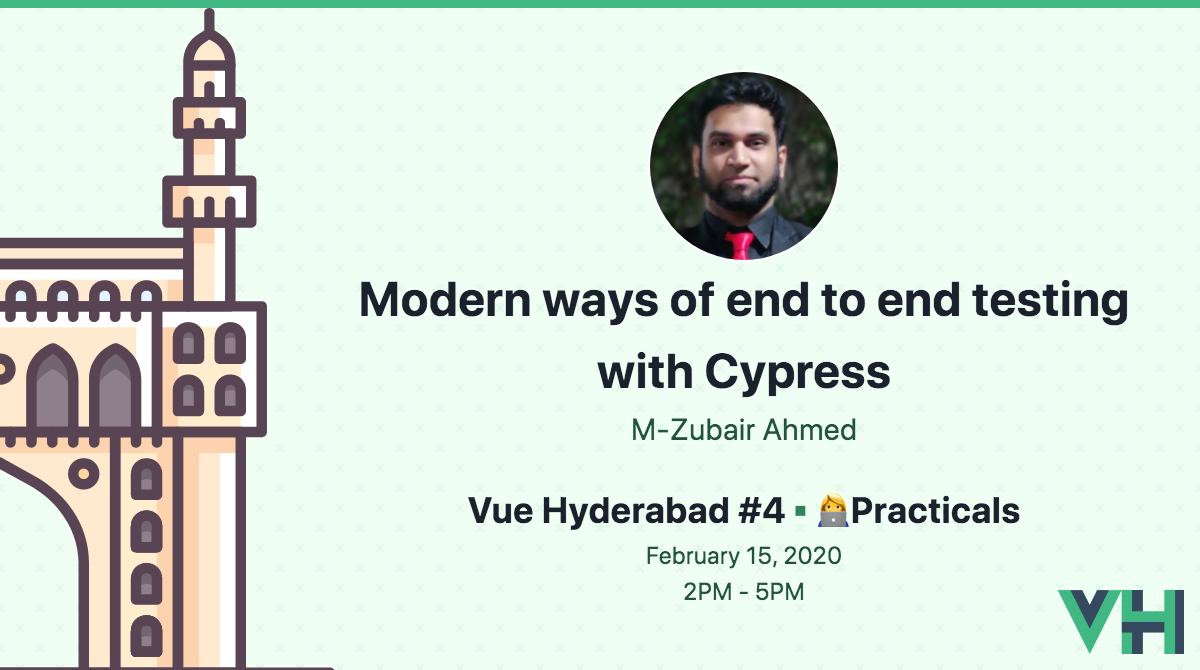 Modern ways of end to end testing
with Cypress
M-Zubair Ahmed
Vue Hyderabad #4 ▪ 👩‍💻Practicals
February 15, 2020
2PM - 5PM
VH